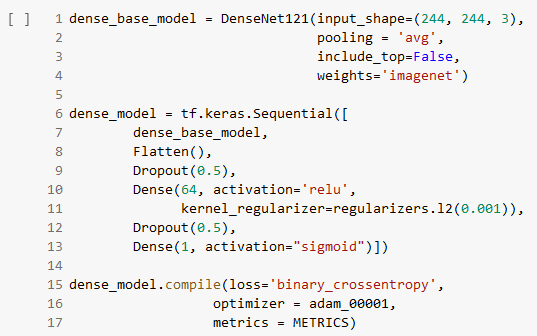 [ ] 1 dense_base_model = DenseNet121(input_shape=(244, 244, 3),
2                                pooling = 'avg',
3                                include_top=False,
4                                weights='imagenet')
5
6 dense_model = tf.keras.Sequential([
7         dense_base_model,
8         Flatten(),
9         Dropout(0.5),
10         Dense(64, activation='relu',
11               kernel_regularizer=regularizers.l2(0.001)),
12         Dropout(0.5),
13         Dense(1, activation="sigmoid")])
14
15 dense_model.compile(loss='binary_crossentropy',
16                   optimizer = adam_00001,
17                   metrics = METRICS)